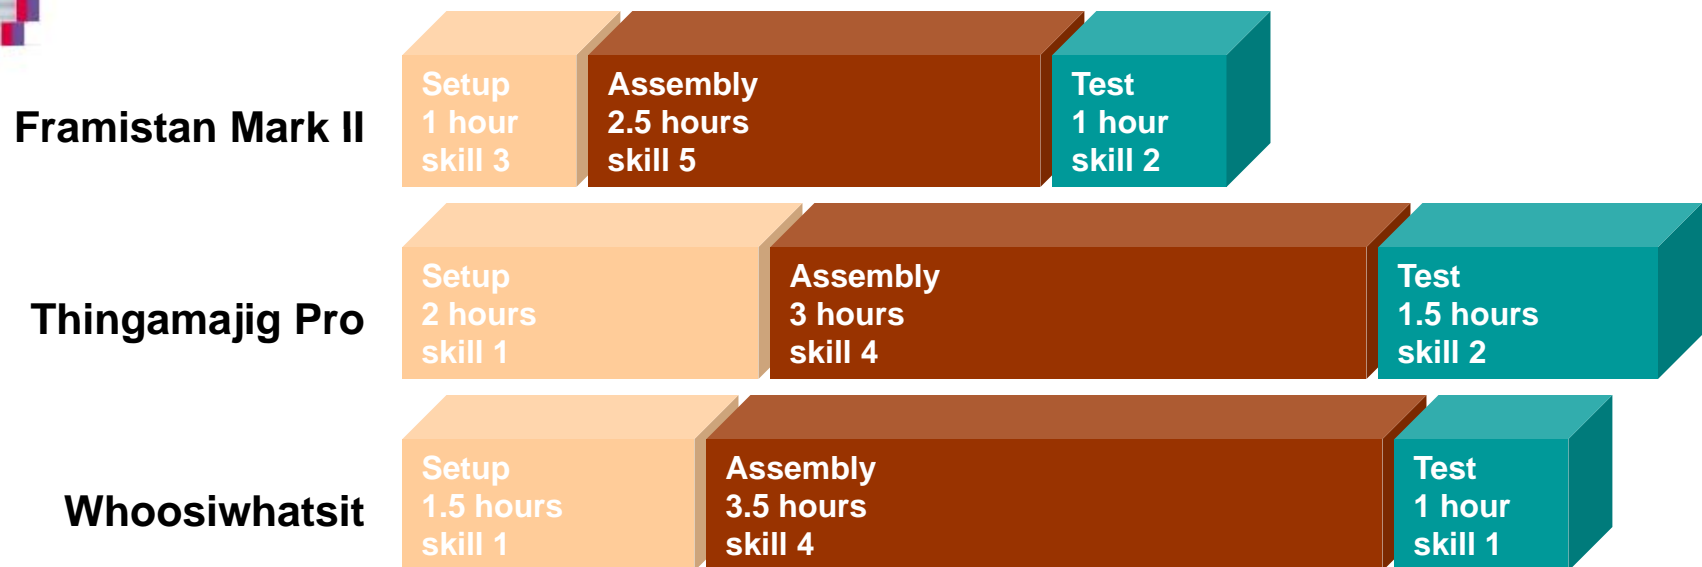 Framistan Mark II
Setup
1 hour
skill 3
Assembly
2.5 hours
skill 5
Test
1 hour
skill 2
Thingamajig Pro
Setup
2 hours
skill 1
Assembly
3 hours
skill 4
Test
1.5 hours
skill 2
Whoosiwhatsit
Setup
1.5 hours
skill 1
Assembly
3.5 hours
skill 4
Test
1 hour
skill 1